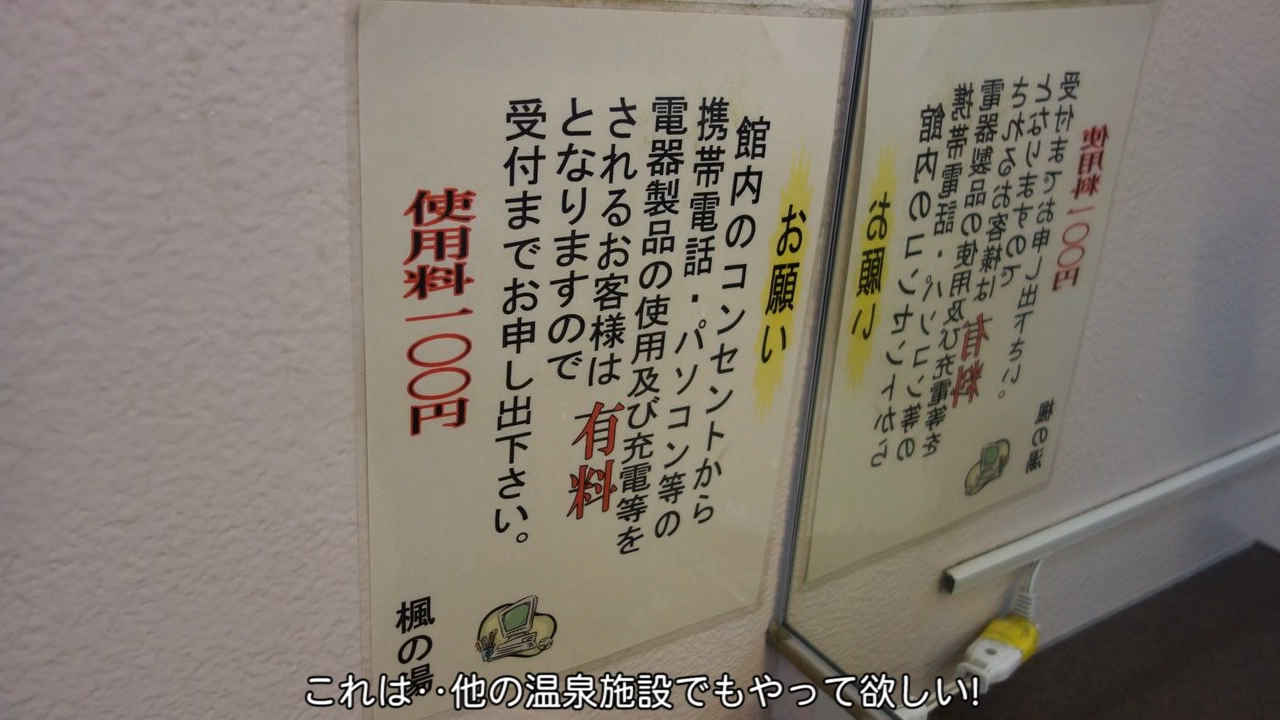 お願い
館内のコンセントから
携帯電話・パソコン等の
電器製品の使用及び充電等を
されるお客様は有料
となりますので
受付までお申し出下さい。
使用料一〇〇円
楓の湯
これは・・他の温泉施設でもやって欲しい!